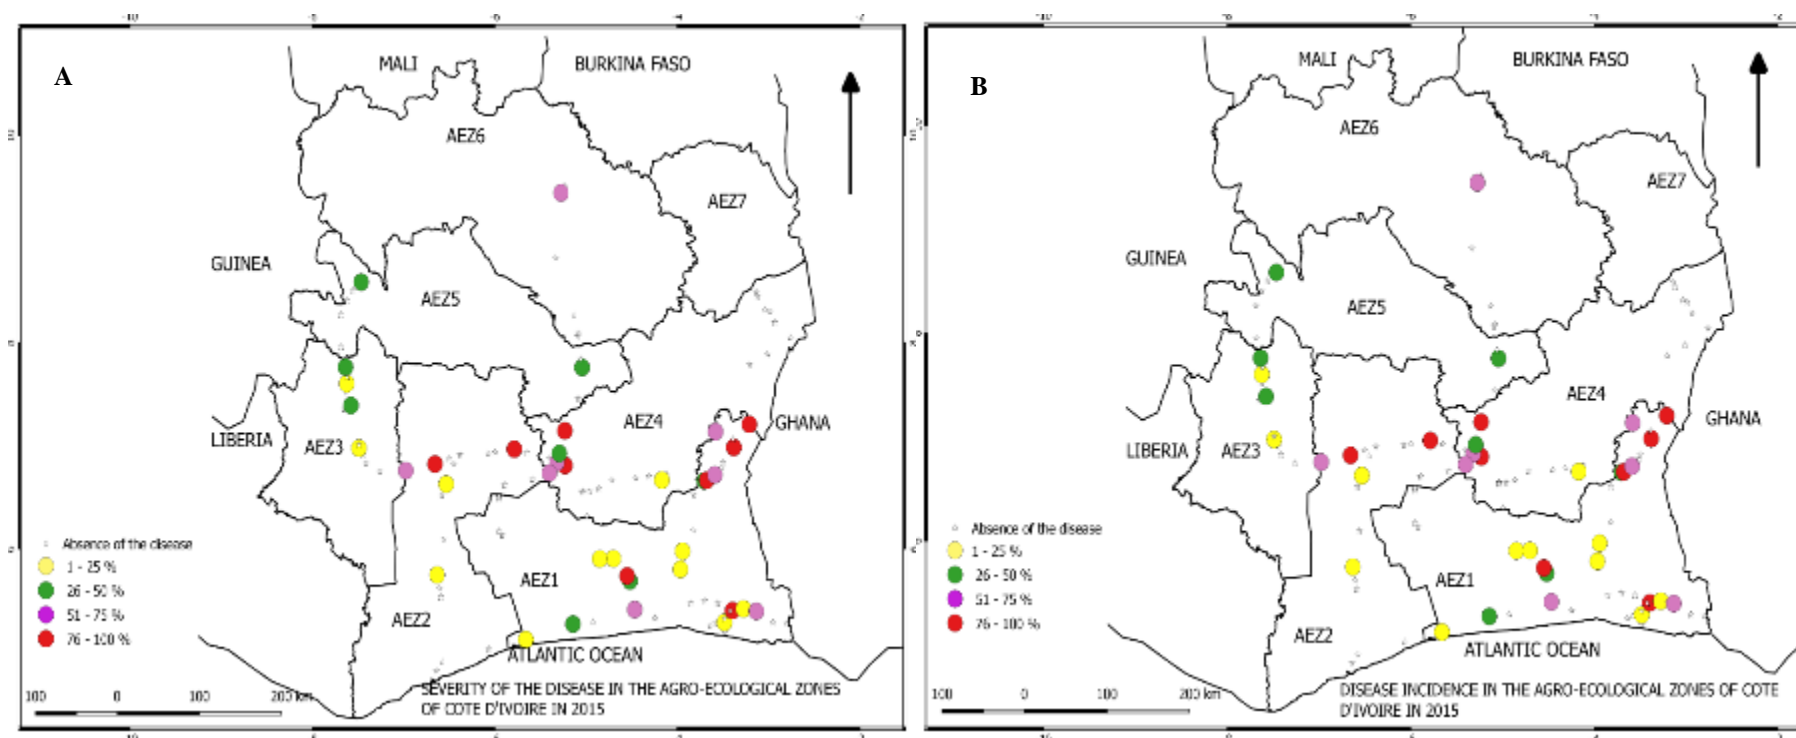 A
MALI
BURKINA FASO
AEZ6
AEZ7
GUINEA
AEZ5
AEZ4
GHANA
LIBERIA
AEZ3
Absence of the disease
1 - 25 %
26 - 50 %
51 - 75 %
76 - 100 %
AEZ1
AEZ2
ATLANTIC OCEAN
100 0 100 200 km
SEVERITY OF THE DISEASE IN THE AGRO-ECOLOGICAL ZONES
OF COTE D'IVOIRE IN 2015
B
MALI
BURKINA FASO
AEZ6
AEZ7
GUINEA
AEZ5
AEZ4
GHANA
LIBERIA
AEZ3
Absence of the disease
1 - 25 %
26 - 50 %
51 - 75 %
76 - 100 %
AEZ1
AEZ2
ATLANTIC OCEAN
100 0 100 200 km
DISEASE INCIDENCE IN THE AGRO-ECOLOGICAL ZONES OF COTE
D'IVOIRE IN 2015